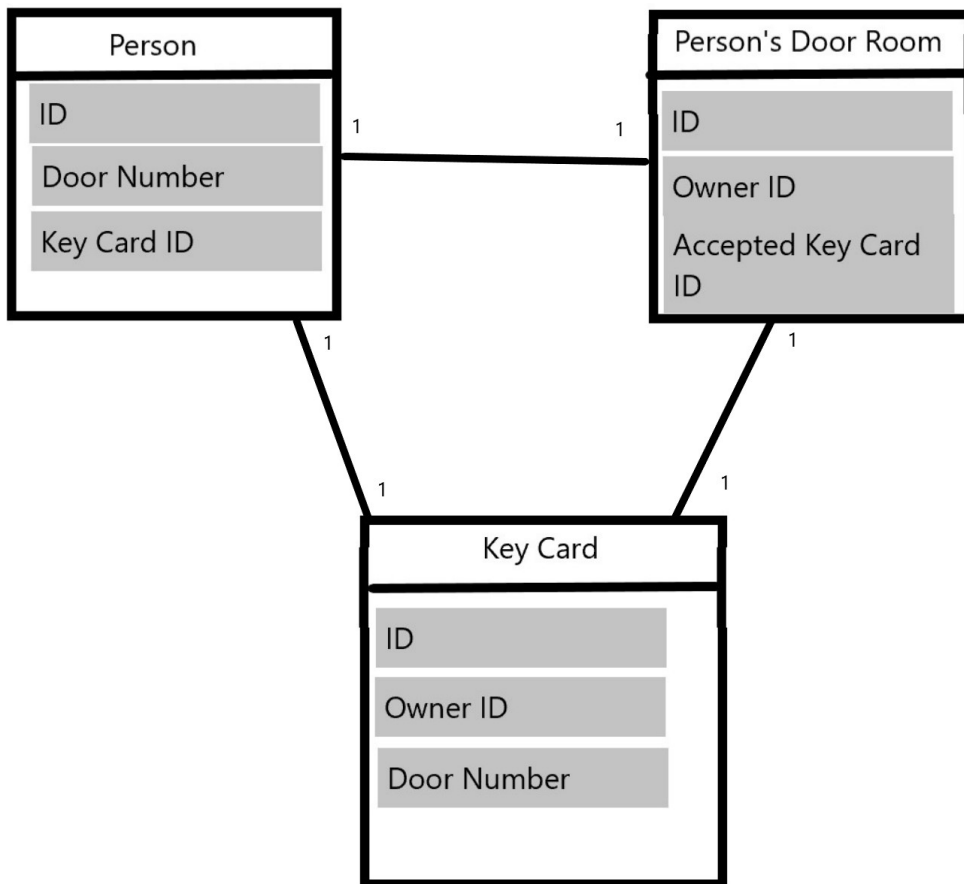 Person
ID
Door Number
Key Card ID
1
1
Person's Door Room
ID
Owner ID
Accepted Key Card
ID
1
1
1
1
Key Card
ID
Owner ID
Door Number